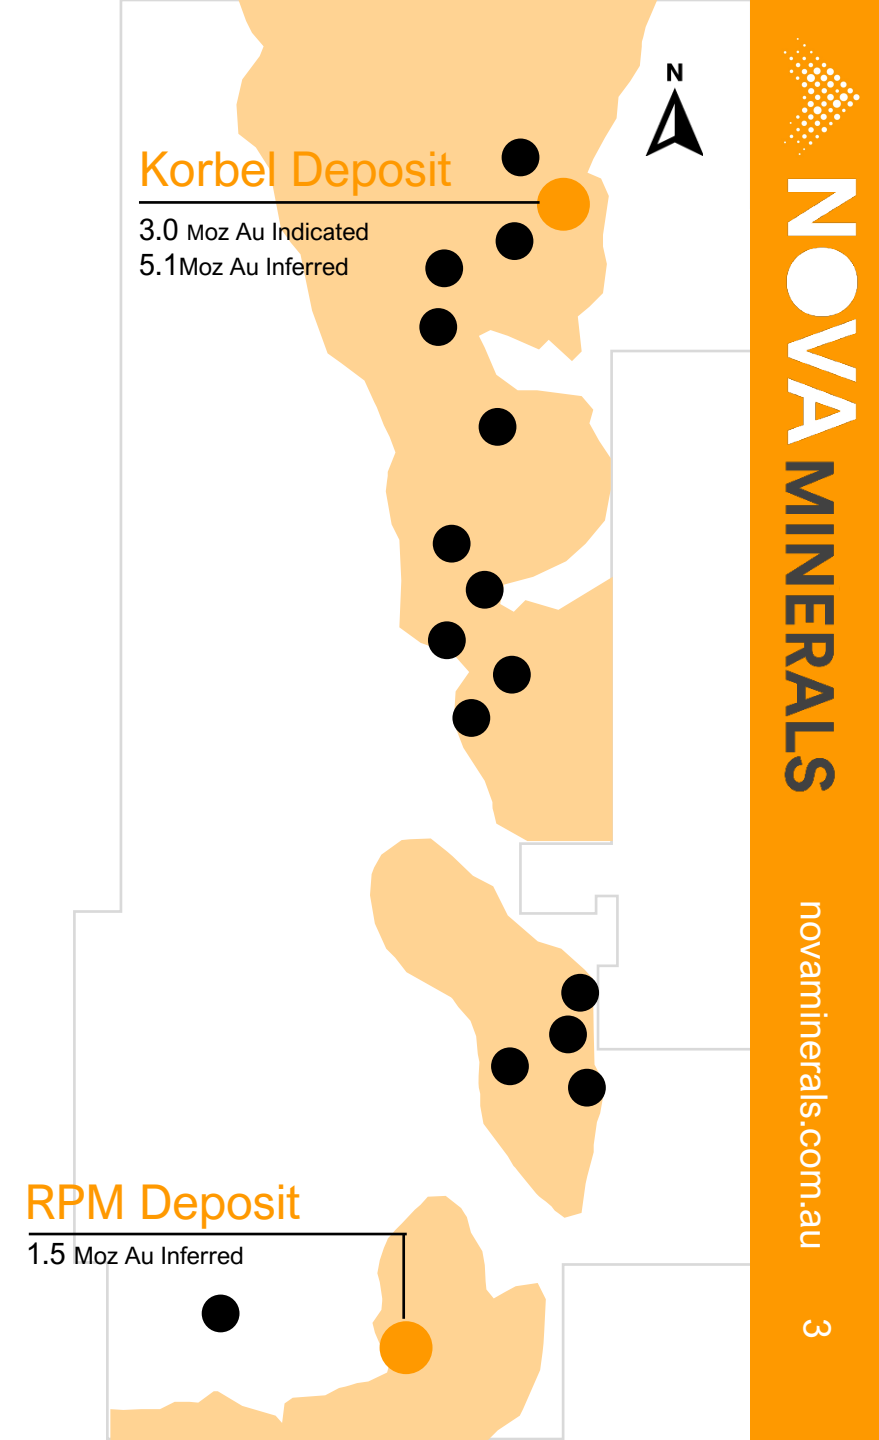 N
Korbel Deposit
3.0 Moz Au Indicated
5.1Moz Au Inferred
RPM Deposit
1.5 Moz Au Inferred
NOVA MINERALS
novaminerals.com.au
3